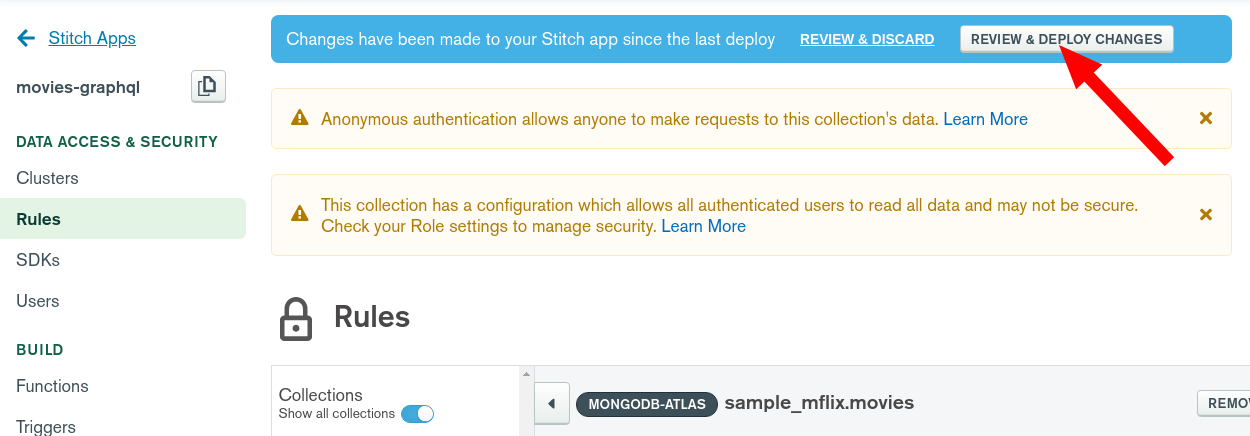 Stitch Apps
movies-graphql
DATA ACCESS & SECURITY
Clusters
Rules
SDKs
Users
BUILD
Functions
Triggers
Changes have been made to your Stitch app since the last deploy
REVIEW & DISCARD
REVIEW & DEPLOY CHANGES
Anonymous authentication allows anyone to make requests to this collection's data. Learn More
This collection has a configuration which allows all authenticated users to read all data and may not be secure.
Check your Role settings to manage security. Learn More
Rules
Collections
Show all collections
MONGODB-ATLAS
sample_mflix.movies
REMO